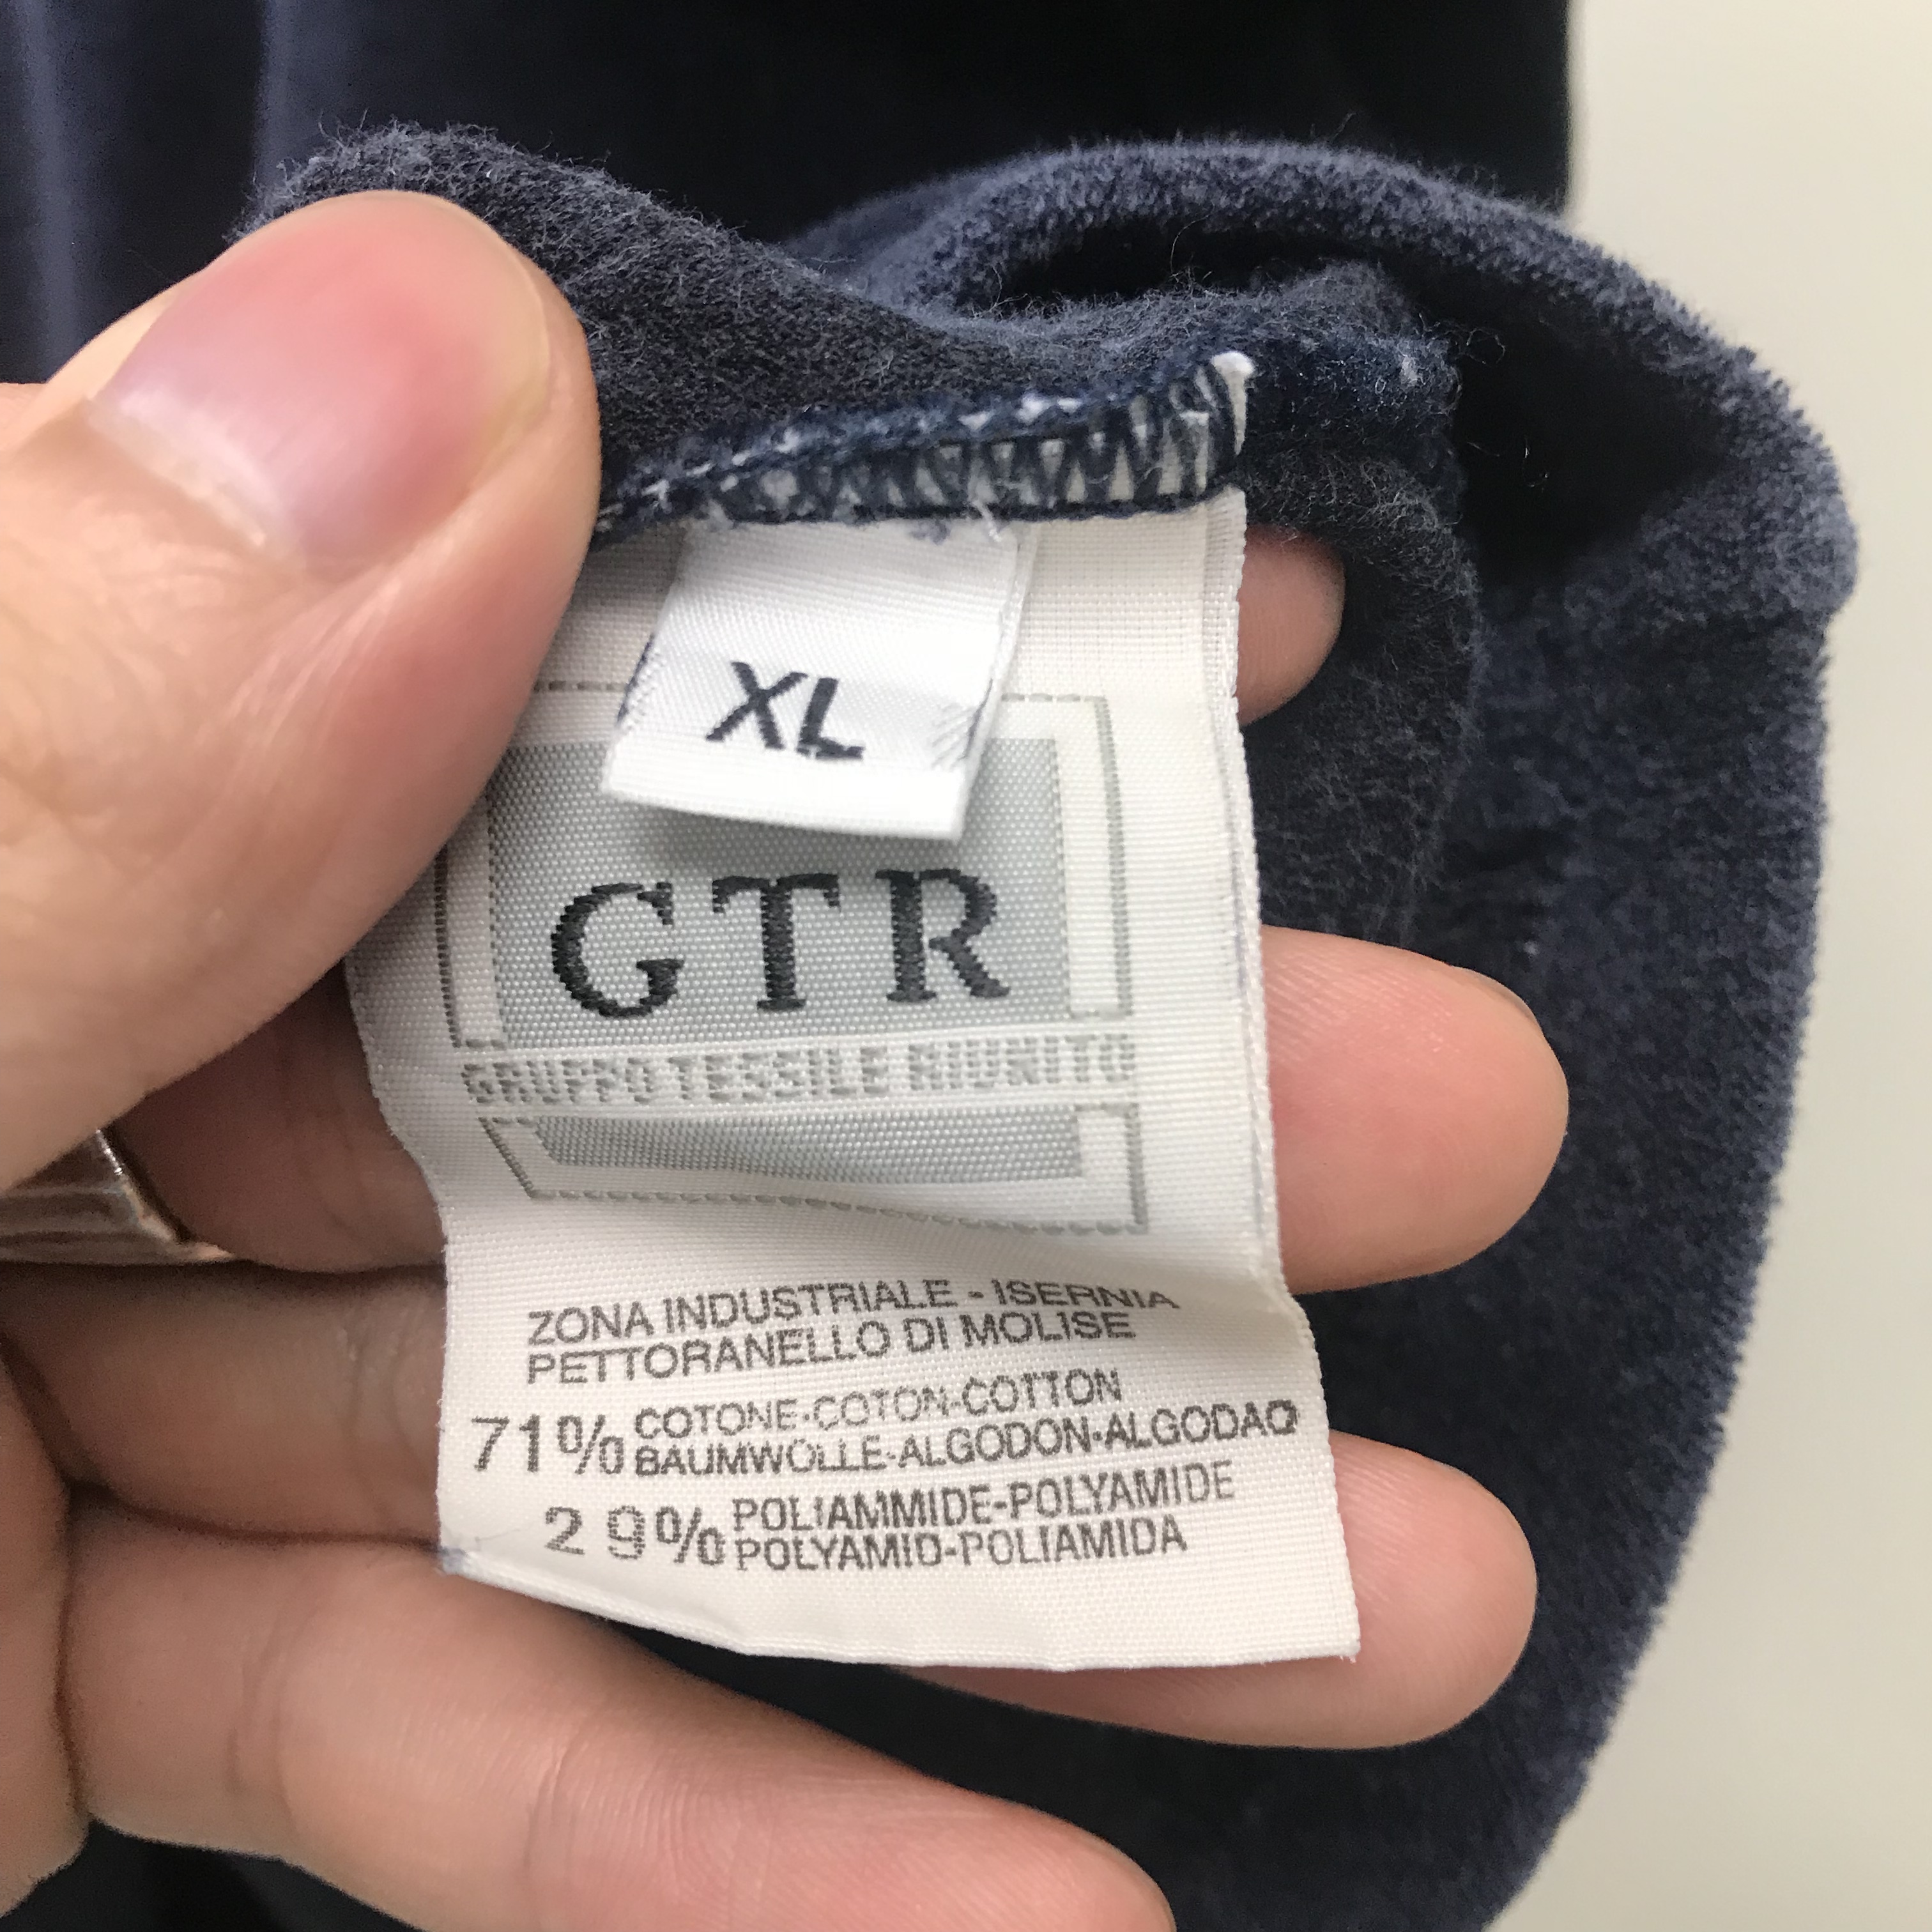 XL
GTR
GRUPPO TESSILE RIUNITO
ZONA INDUSTRIALE - ISERNIA
PETTORANELLO DI MOLISE
71% COTONE-COTON-COTTON
BAUMWOLLE-ALGODON-ALGODAO
29% POLIAMMIDE-POLYAMIDE
POLYAMID-POLIAMIDA